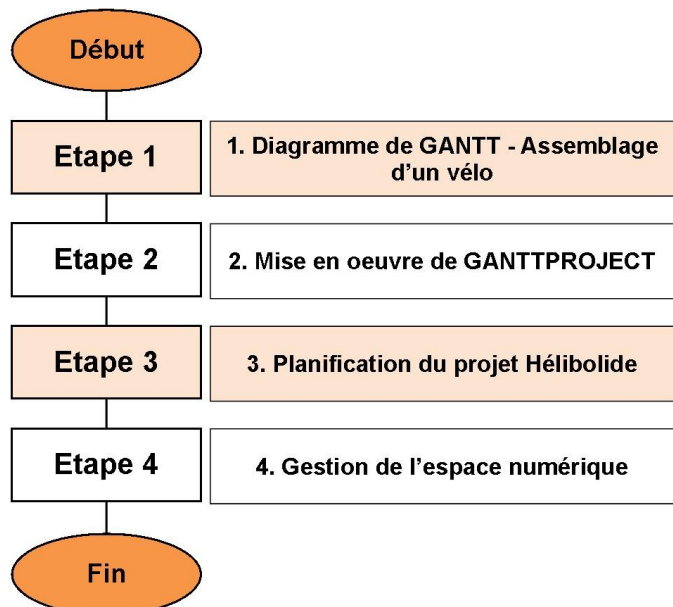 Début
Etape 1
1. Diagramme de GANTT - Assemblage
d'un vélo
Etape 2
2. Mise en oeuvre de GANTTPROJECT
Etape 3
3. Planification du projet Hélibolide
Etape 4
4. Gestion de l'espace numérique
Fin